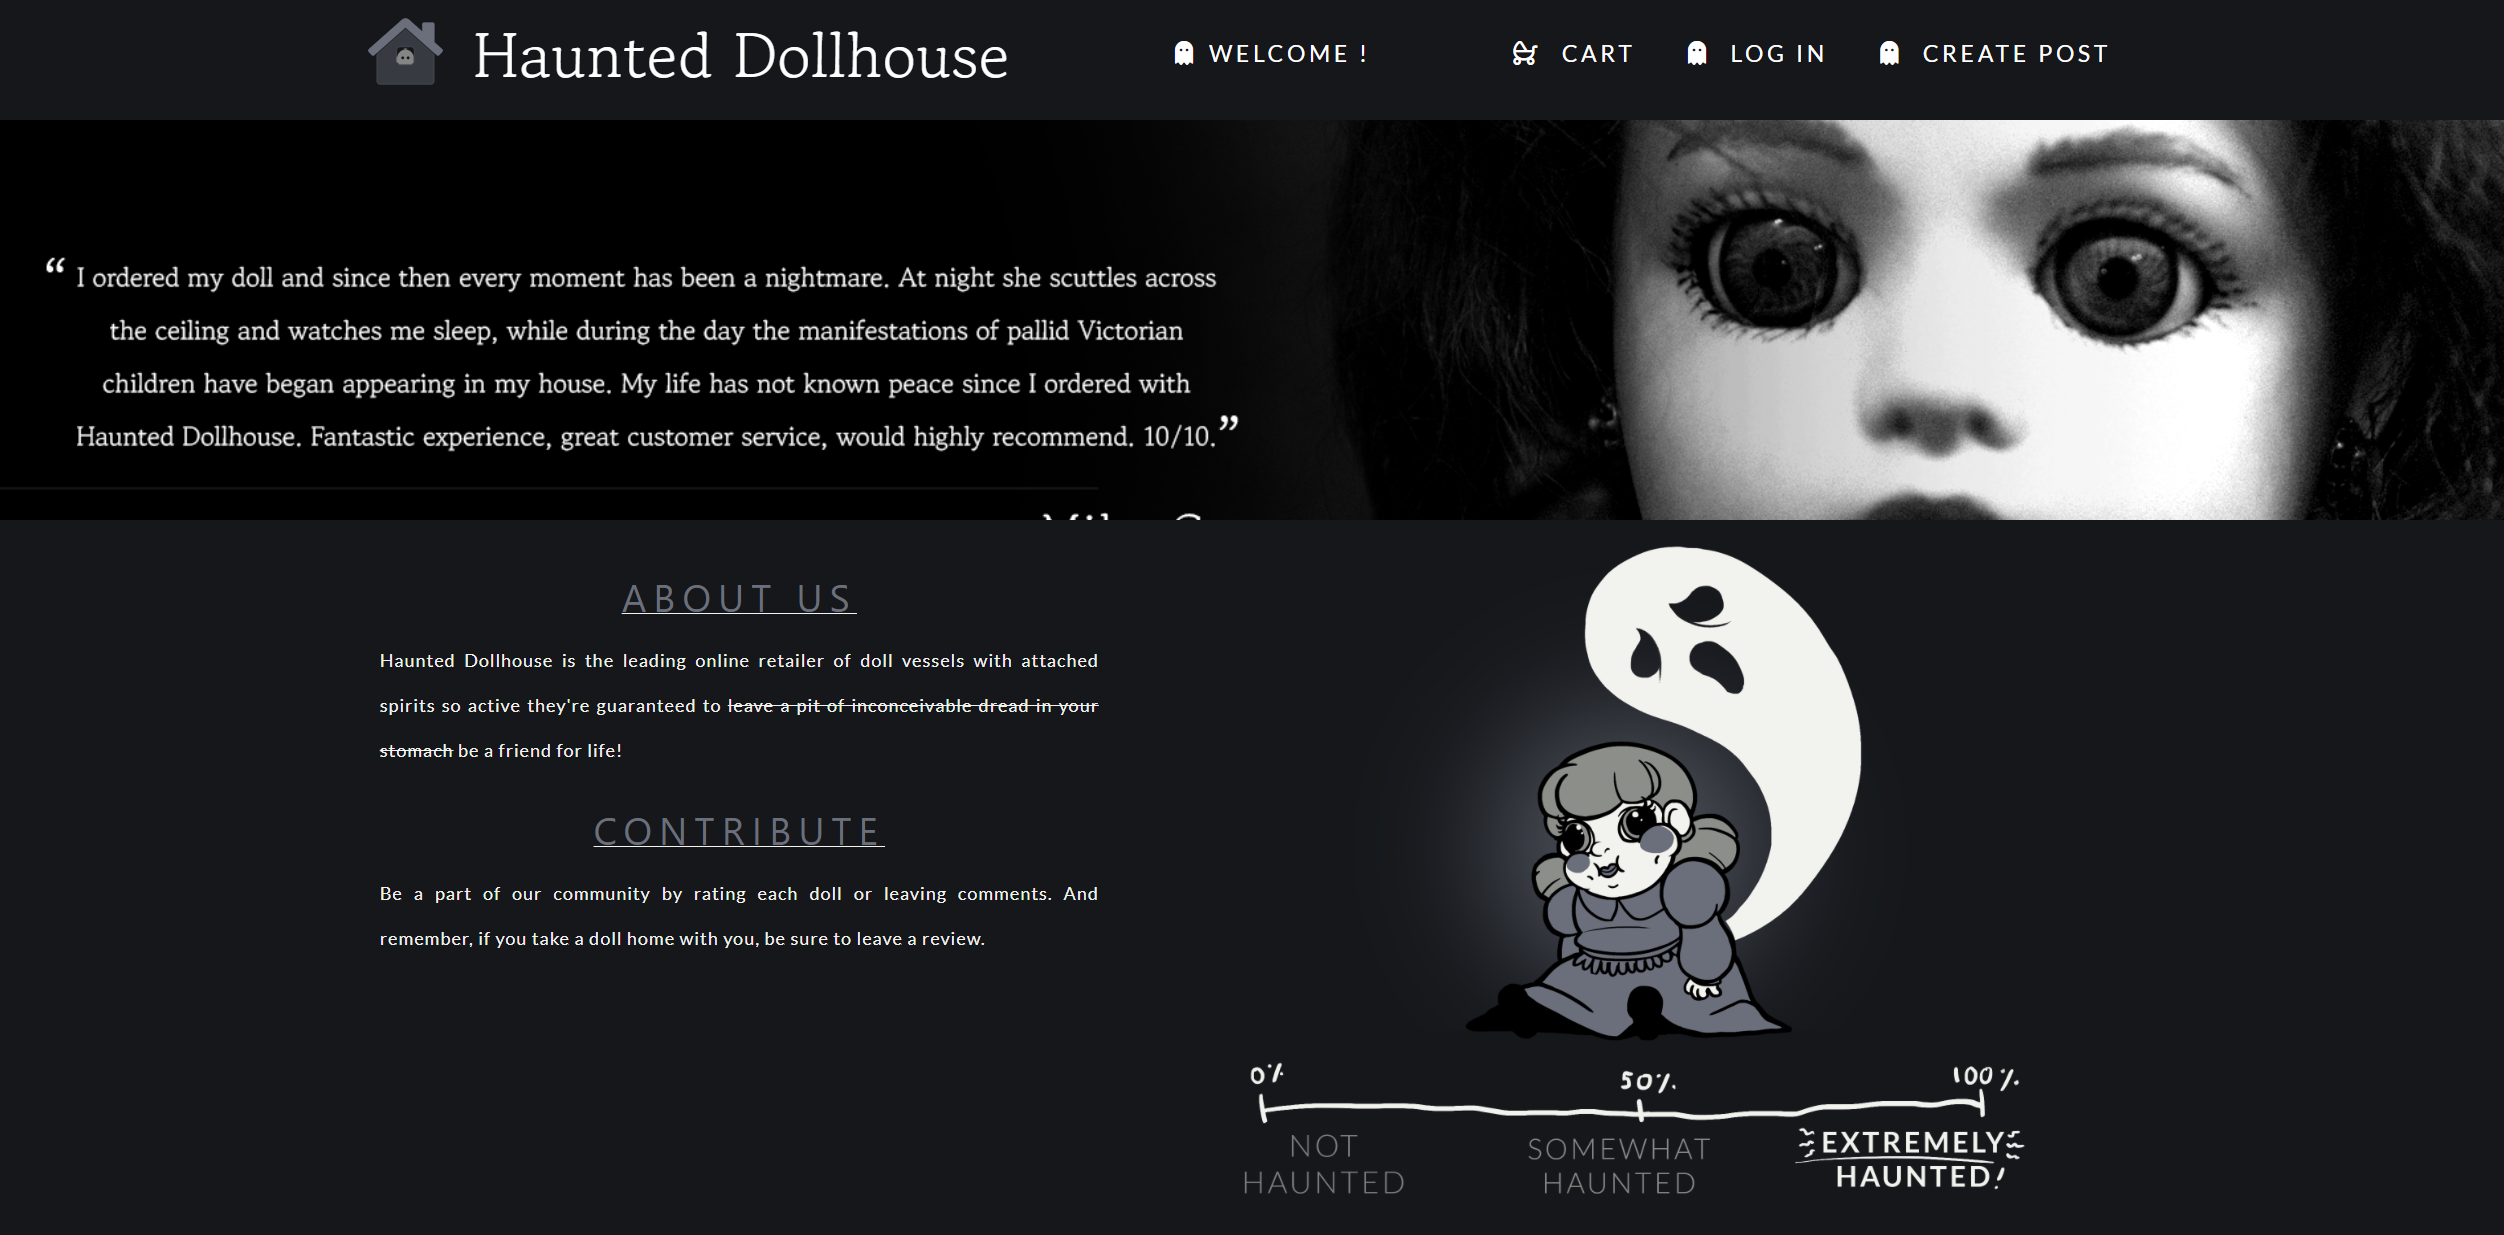 Haunted Dollhouse
WELCOME !
CART
LOG IN
CREATE POST
“ I ordered my doll and since then every moment has been a nightmare. At night she scuttles across
the ceiling and watches me sleep, while during the day the manifestations of pallid Victorian
children have began appearing in my house. My life has not known peace since I ordered with
Haunted Dollhouse. Fantastic experience, great customer service, would highly recommend. 10/10.”
ABOUT US
Haunted Dollhouse is the leading online retailer of doll vessels with attached
spirits so active they're guaranteed to leave a pit of inconceivable dread in your
stomach be a friend for life!
CONTRIBUTE
Be a part of our community by rating each doll or leaving comments. And
remember, if you take a doll home with you, be sure to leave a review.
0%
50%
100%
NOT
HAUNTED
SOMEWHAT
HAUNTED
EXTREMELY
HAUNTED!